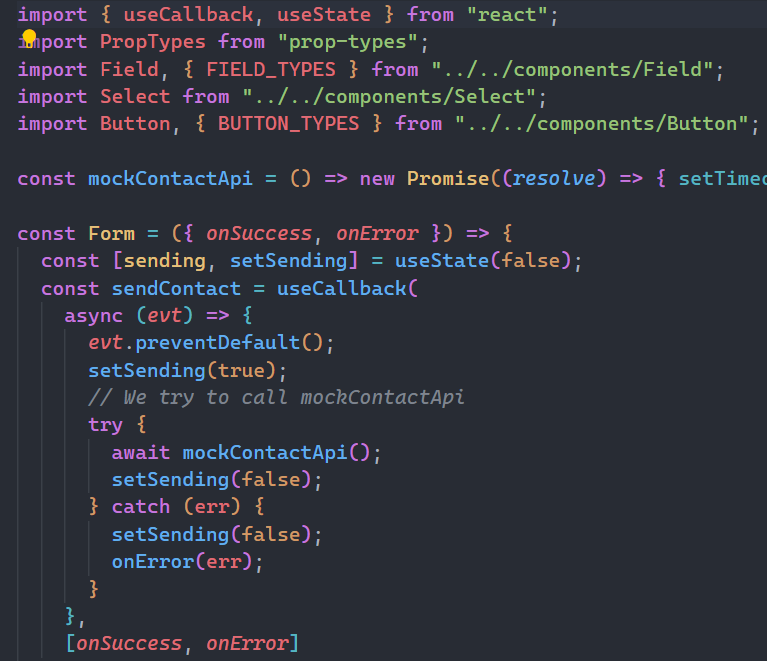 import { useCallback, useState } from "react";
import PropTypes from "prop-types";
import Field, { FIELD_TYPES } from "../../components/Field";
import Select from "../../components/Select";
import Button, { BUTTON_TYPES } from "../../components/Button";
const mockContactApi = () => new Promise((resolve) => { setTimeo
const Form = ({ onSuccess, onError }) => {
const [sending, setSending] = useState(false);
const sendContact = useCallback(
async (evt) => {
evt.preventDefault();
setSending(true);
// We try to call mockContactApi
try {
await mockContactApi();
setSending(false);
} catch (err) {
setSending(false);
onError(err);
}
},
[onSuccess, onError]